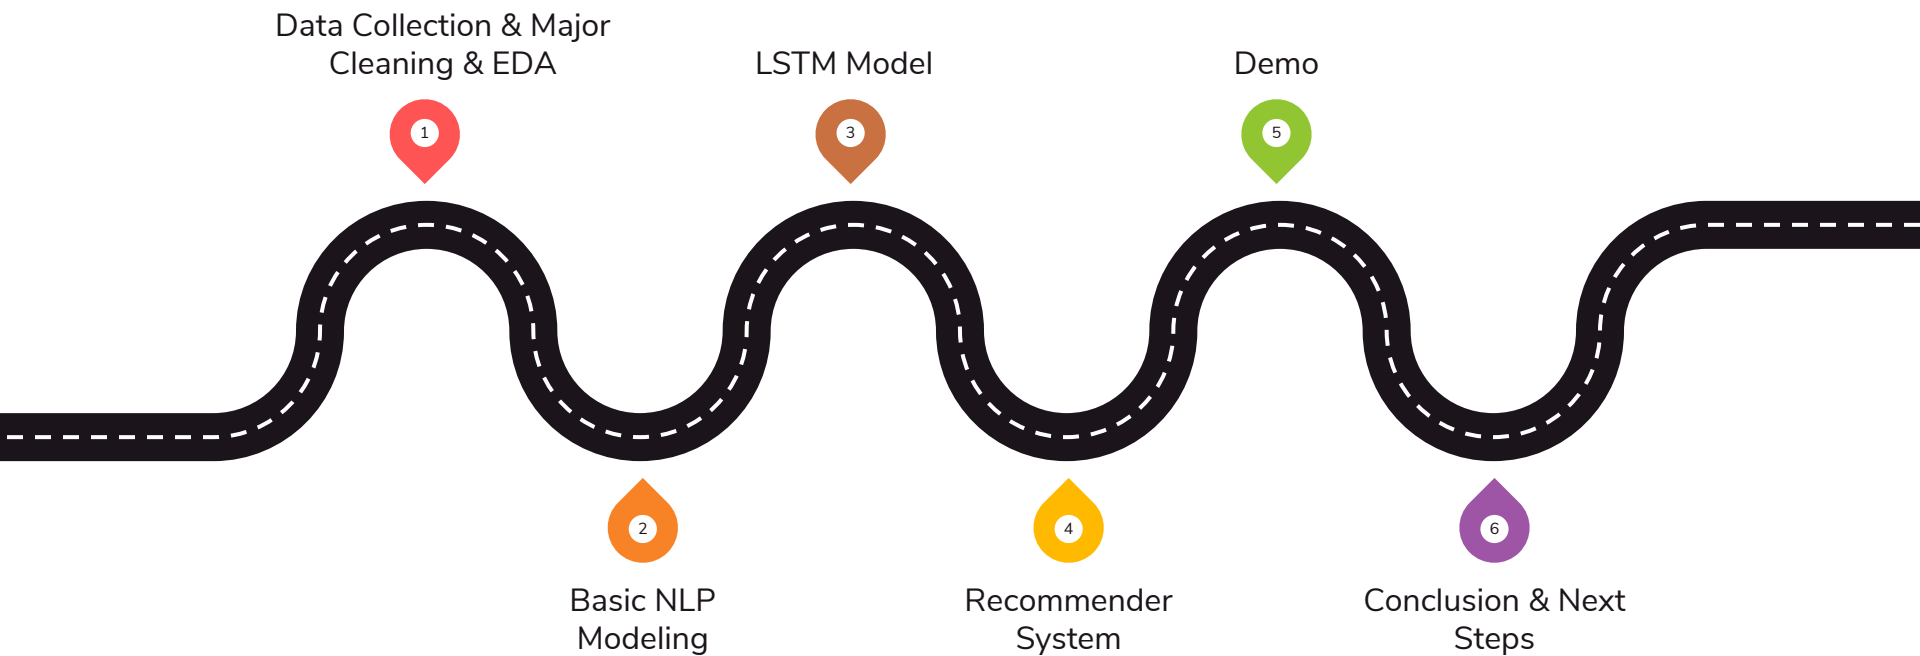 Data Collection & Major
Cleaning & EDA
1
Basic NLP
Modeling
2
LSTM Model
3
Recommender
System
4
Demo
5
Conclusion & Next
Steps
6